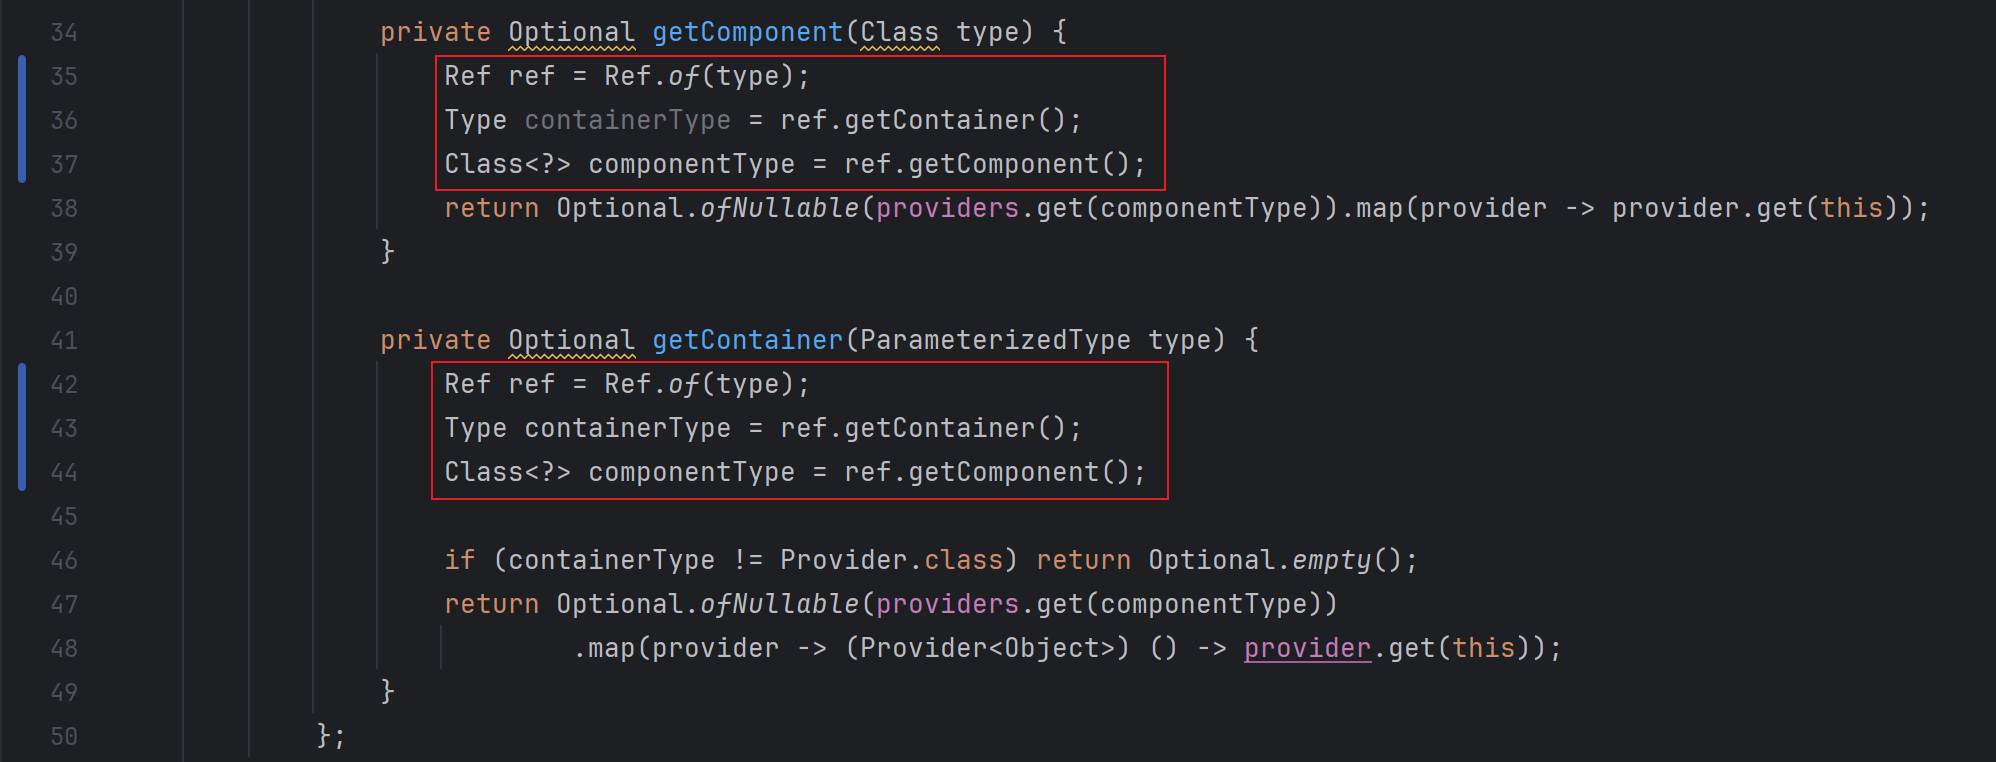 34 private Optional getComponent(Class type) {
35 Ref ref = Ref.of(type);
36 Type containerType = ref.getContainer();
37 Class<?> componentType = ref.getComponent();
38 return Optional.ofNullable(providers.get(componentType)).map(provider -> provider.get(this));
39 }
40
41 private Optional getContainer(ParameterizedType type) {
42 Ref ref = Ref.of(type);
43 Type containerType = ref.getContainer();
44 Class<?> componentType = ref.getComponent();
45
46 if (containerType != Provider.class) return Optional.empty();
47 return Optional.ofNullable(providers.get(componentType))
48 .map(provider -> (Provider<Object>) () -> provider.get(this));
49 }
50 };